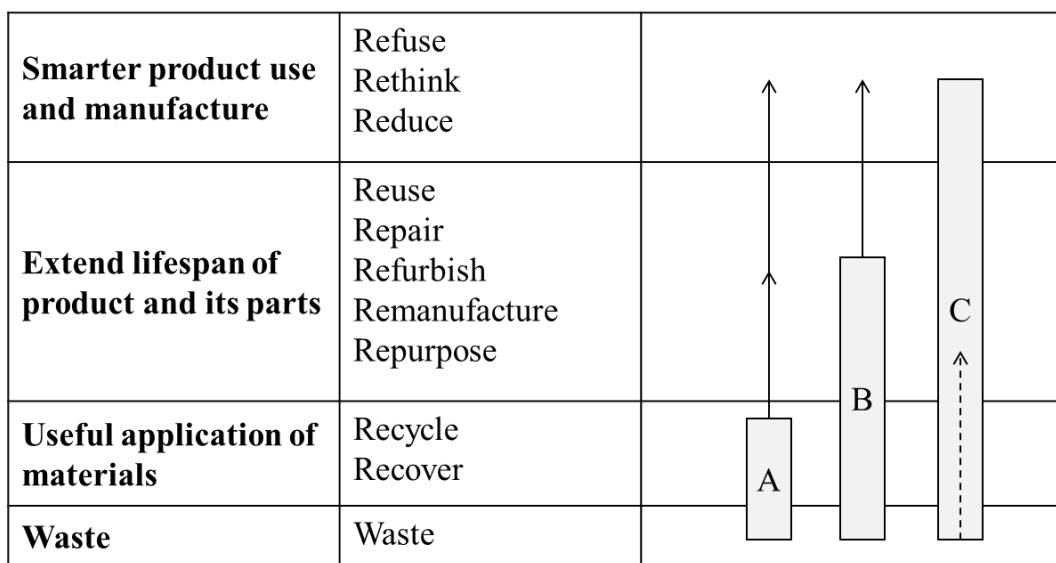 Smarter product use
and manufacture
Refuse
Rethink
Reduce
Extend lifespan of
product and its parts
Reuse
Repair
Refurbish
Remanufacture
Repurpose
Useful application of
materials
Recycle
Recover
Waste
Waste
A
B
C